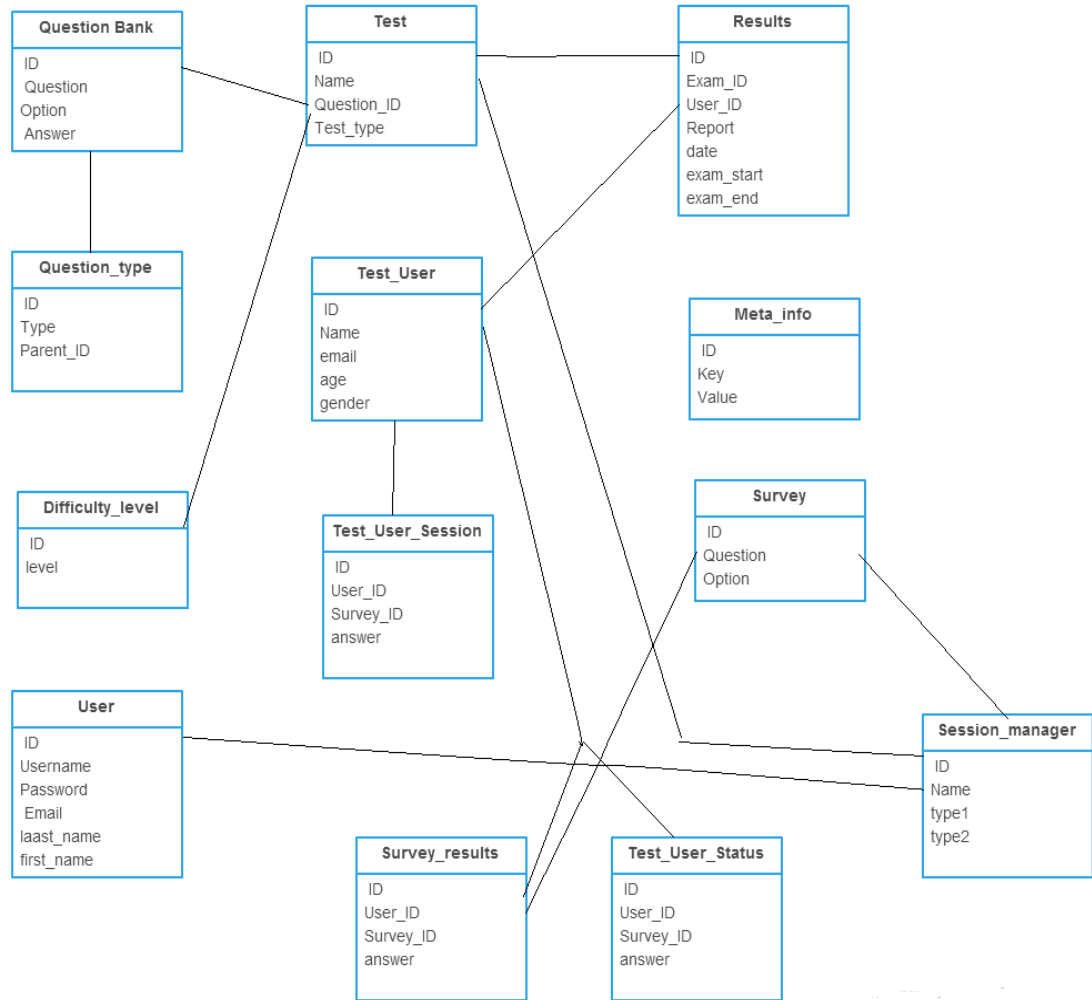 Question Bank
ID
Question
Option
Answer
Test
ID
Name
Question_ID
Test_type
Results
ID
Exam_ID
User_ID
Report
date
exam_start
exam_end
Question_type
ID
Type
Parent_ID
Test_User
ID
Name
email
age
gender
Meta_info
ID
Key
Value
Difficulty_level
ID
level
Test_User_Session
ID
User_ID
Survey_ID
answer
Survey
ID
Question
Option
User
ID
Username
Password
Email
laast_name
first_name
Session_manager
ID
Name
type1
type2
Survey_results
ID
User_ID
Survey_ID
answer
Test_User_Status
ID
User_ID
Survey_ID
answer